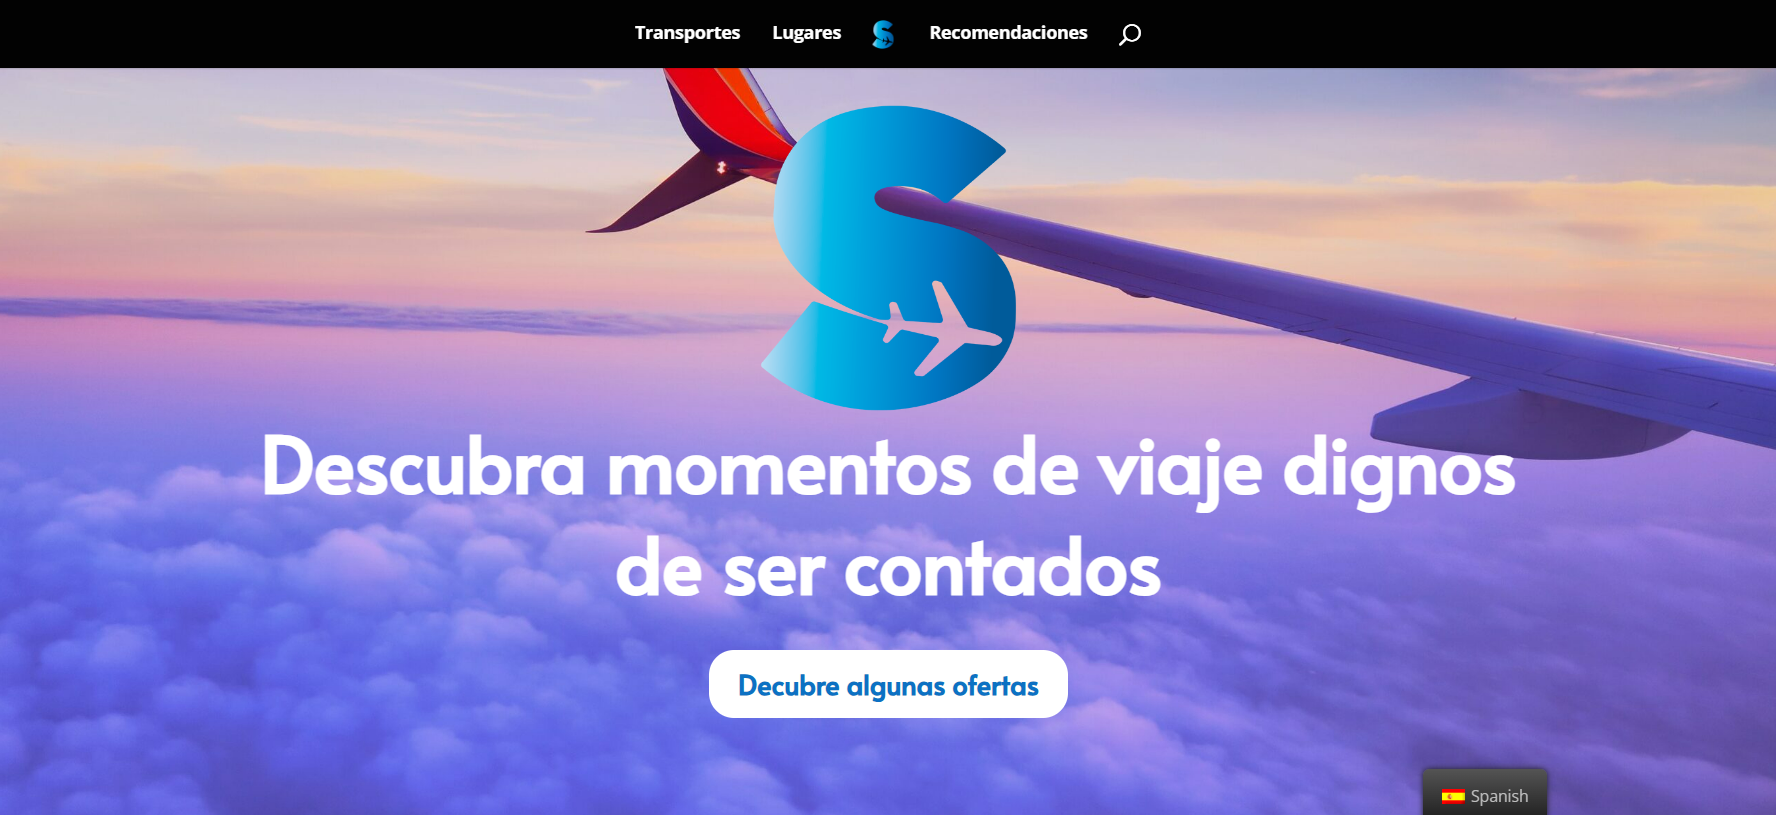 Transportes Lugares Recomendaciones
Descubra momentos de viaje dignos
de ser contados
Decubre algunas ofertas
Spanish